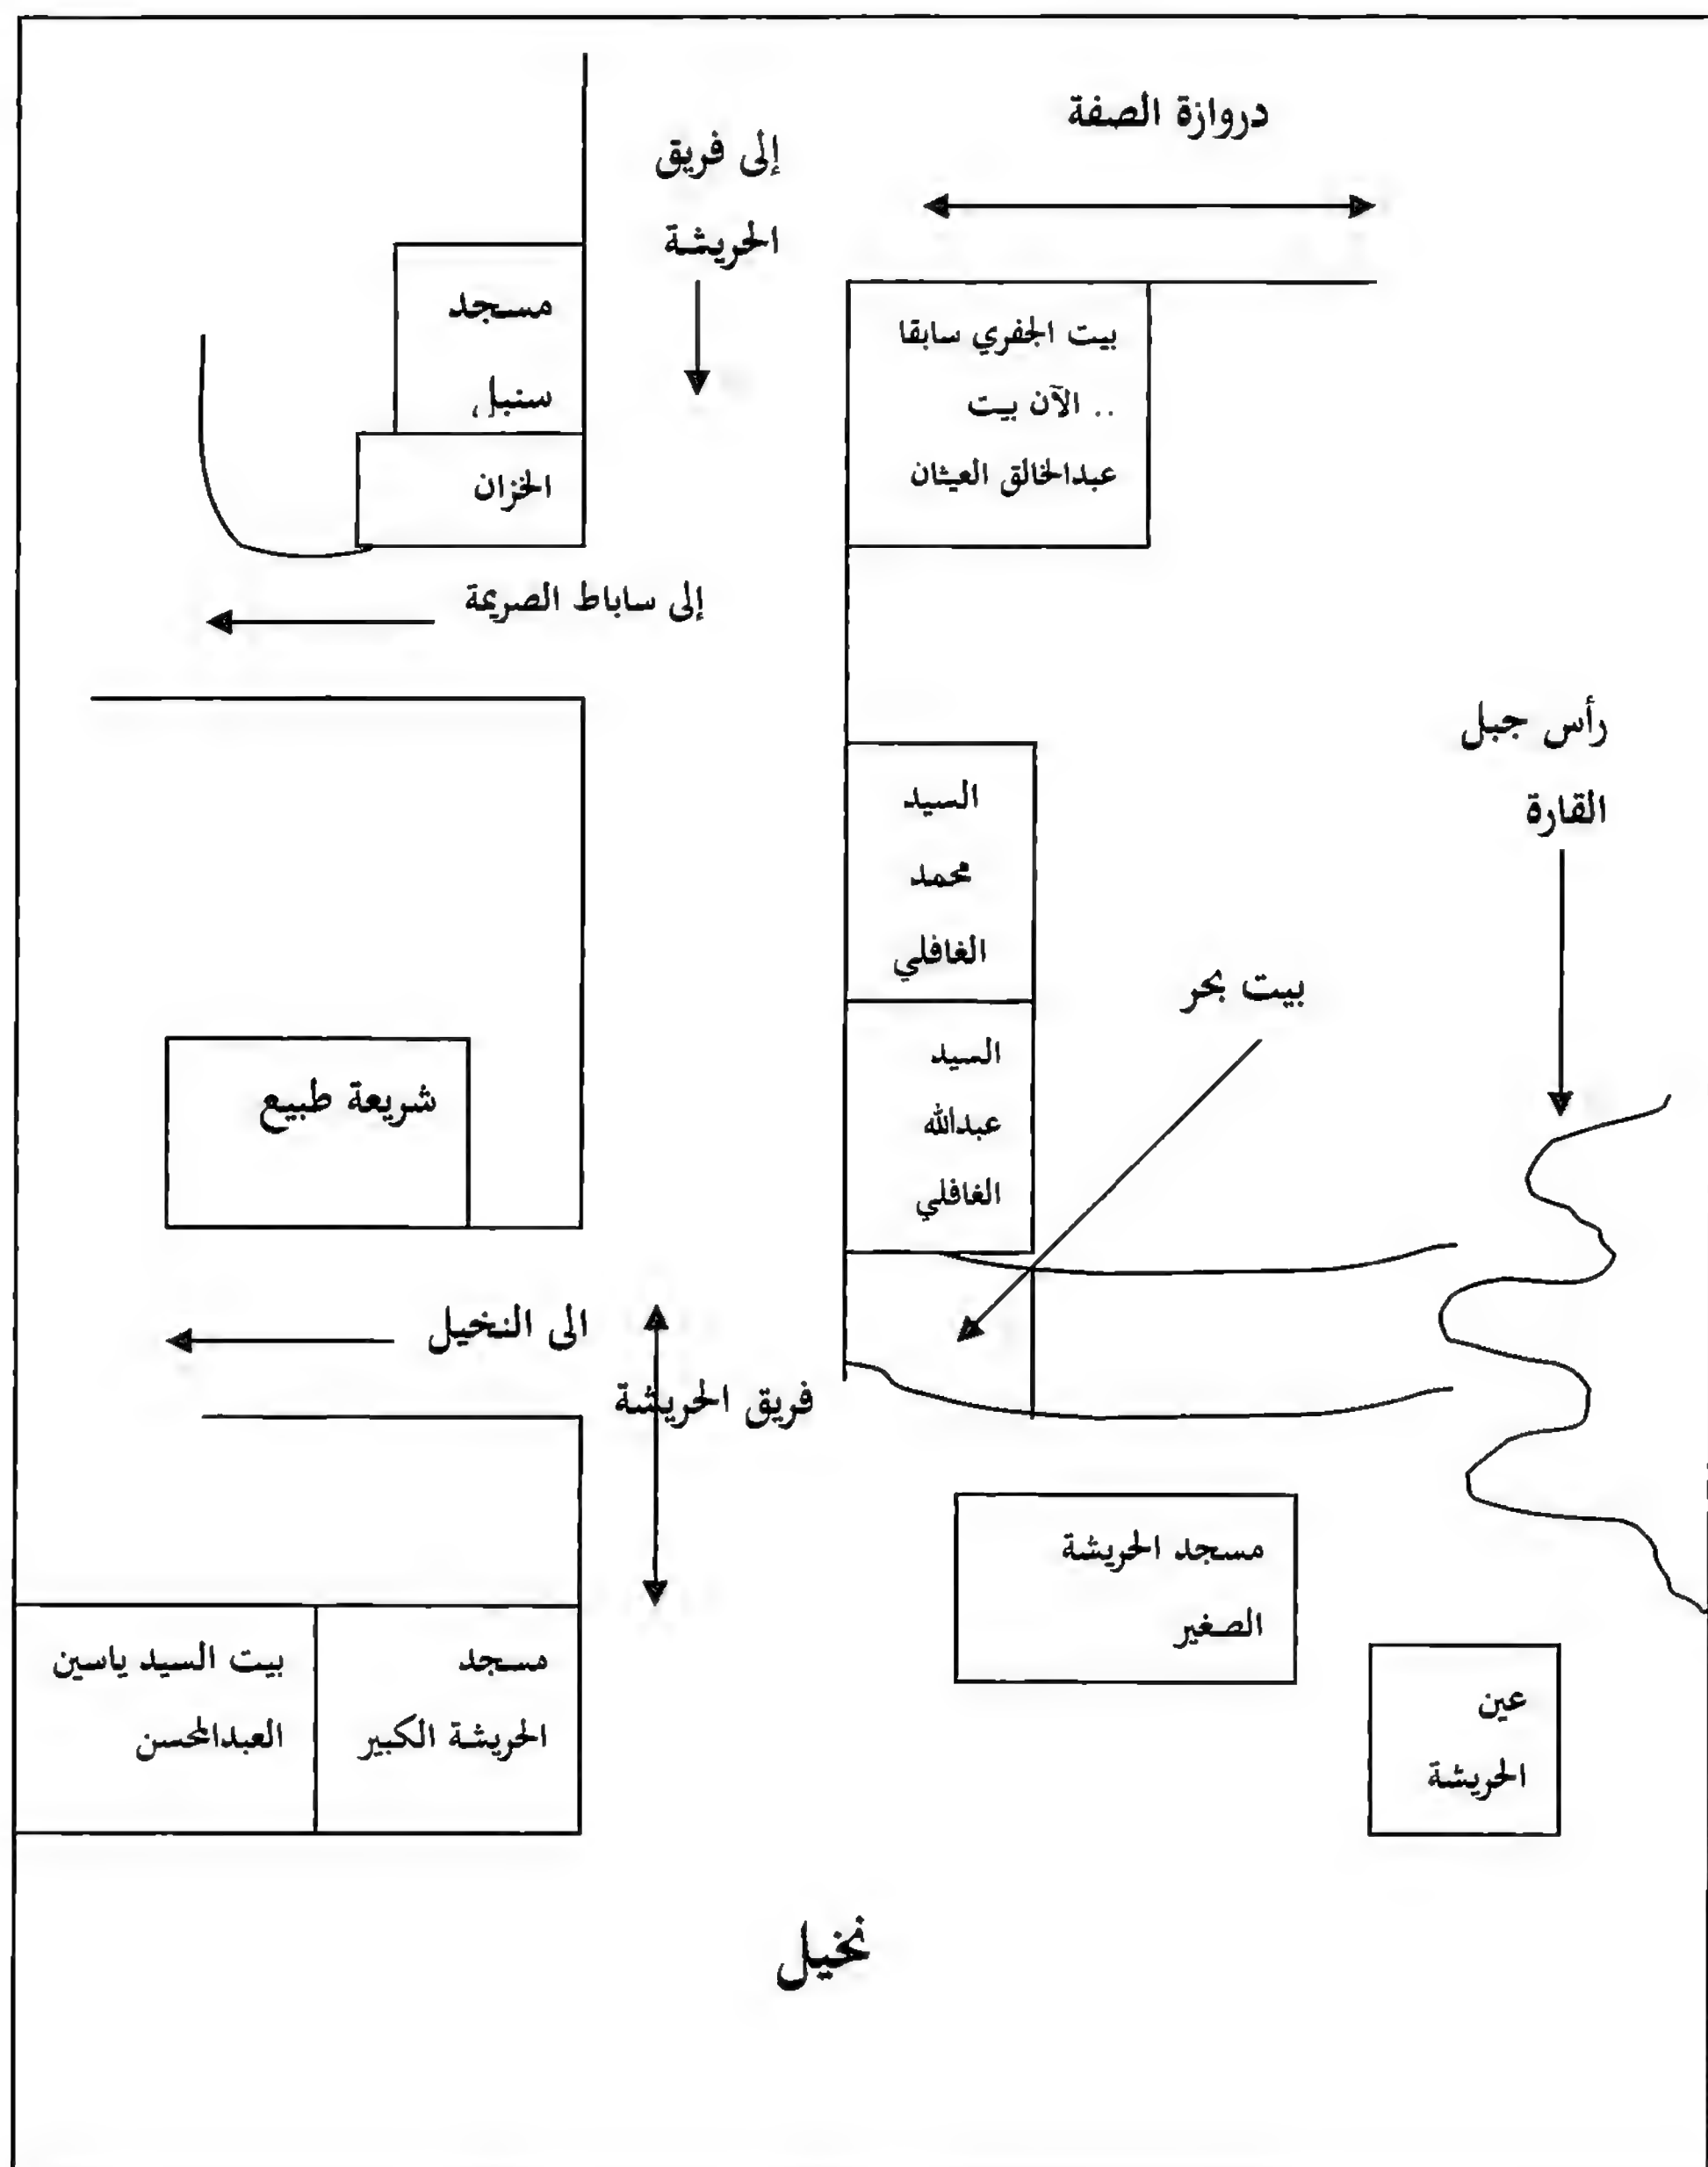 دروازة الصفة
إلى فريق
الحريشة
مسجد
سنبل
الخزان
بيت الجفري سابقا
.. الآن بيت
عبدالخالق العيثان
إلى ساباط الصريمة
رأس جبل
القارة
السيد
محمد
الغافلي
بيت بحر
السيد
عبدالله
الغافلي
شريعة طبيع
الى النخيل
فريق الحريشة
مسجد الحريشة
الصغير
عين
الحريشة
مسجد
الحريشة الكبير
بيت السيد ياسين
العبدالمحسن
نخيل